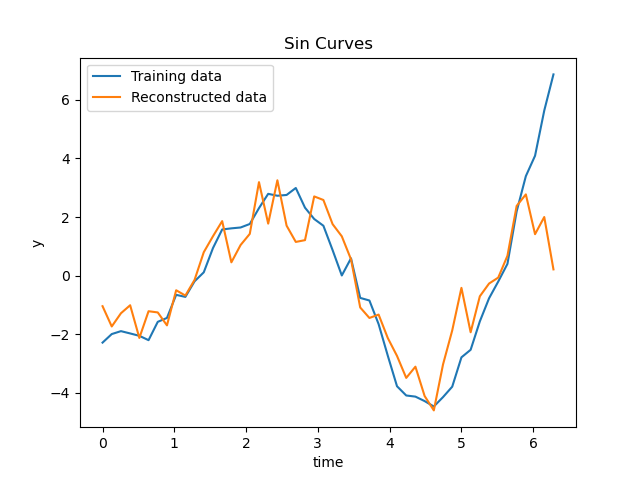 Sin Curves
Training data
Reconstructed data
6
4
2
0
−2
−4
y
0 1 2 3 4 5 6
time